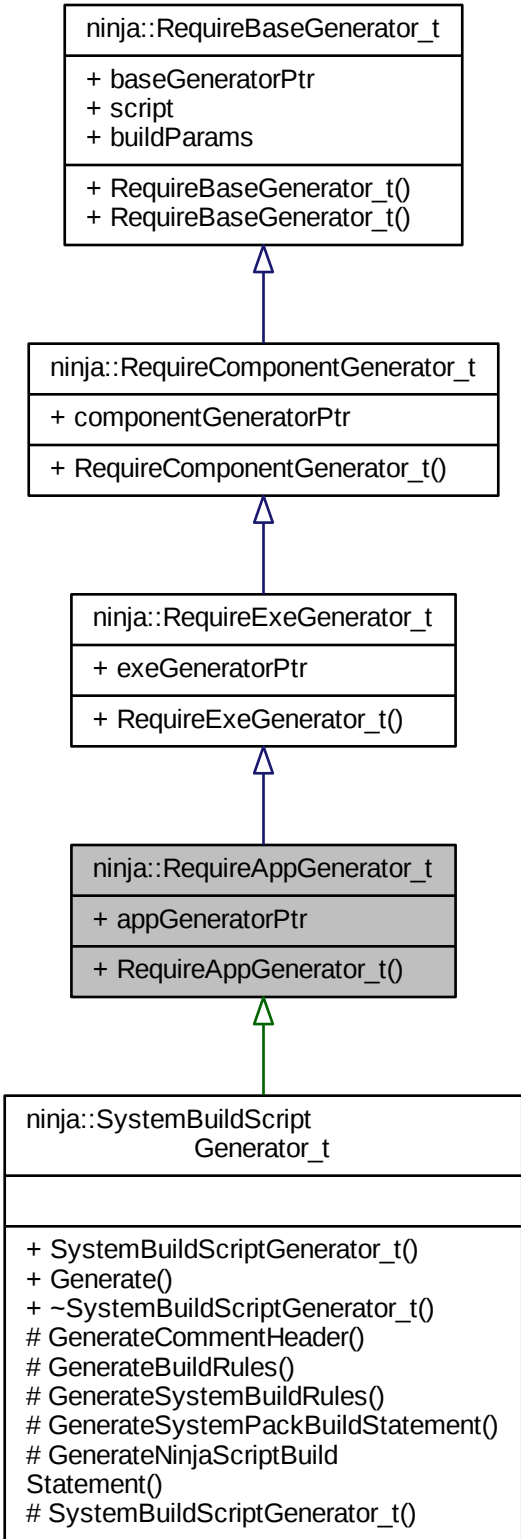 ninja::RequireBaseGenerator_t
+ baseGeneratorPtr
+ script
+ buildParams
+ RequireBaseGenerator_t()
+ RequireBaseGenerator_t()
ninja::RequireComponentGenerator_t
+ componentGeneratorPtr
+ RequireComponentGenerator_t()
ninja::RequireExeGenerator_t
+ exeGeneratorPtr
+ RequireExeGenerator_t()
ninja::RequireAppGenerator_t
+ appGeneratorPtr
+ RequireAppGenerator_t()
ninja::SystemBuildScript
Generator_t
+ SystemBuildScriptGenerator_t()
+ Generate()
+ ~SystemBuildScriptGenerator_t()
# GenerateCommentHeader()
# GenerateBuildRules()
# GenerateSystemBuildRules()
# GenerateSystemPackBuildStatement()
# GenerateNinjaScriptBuild
Statement()
# SystemBuildScriptGenerator_t()